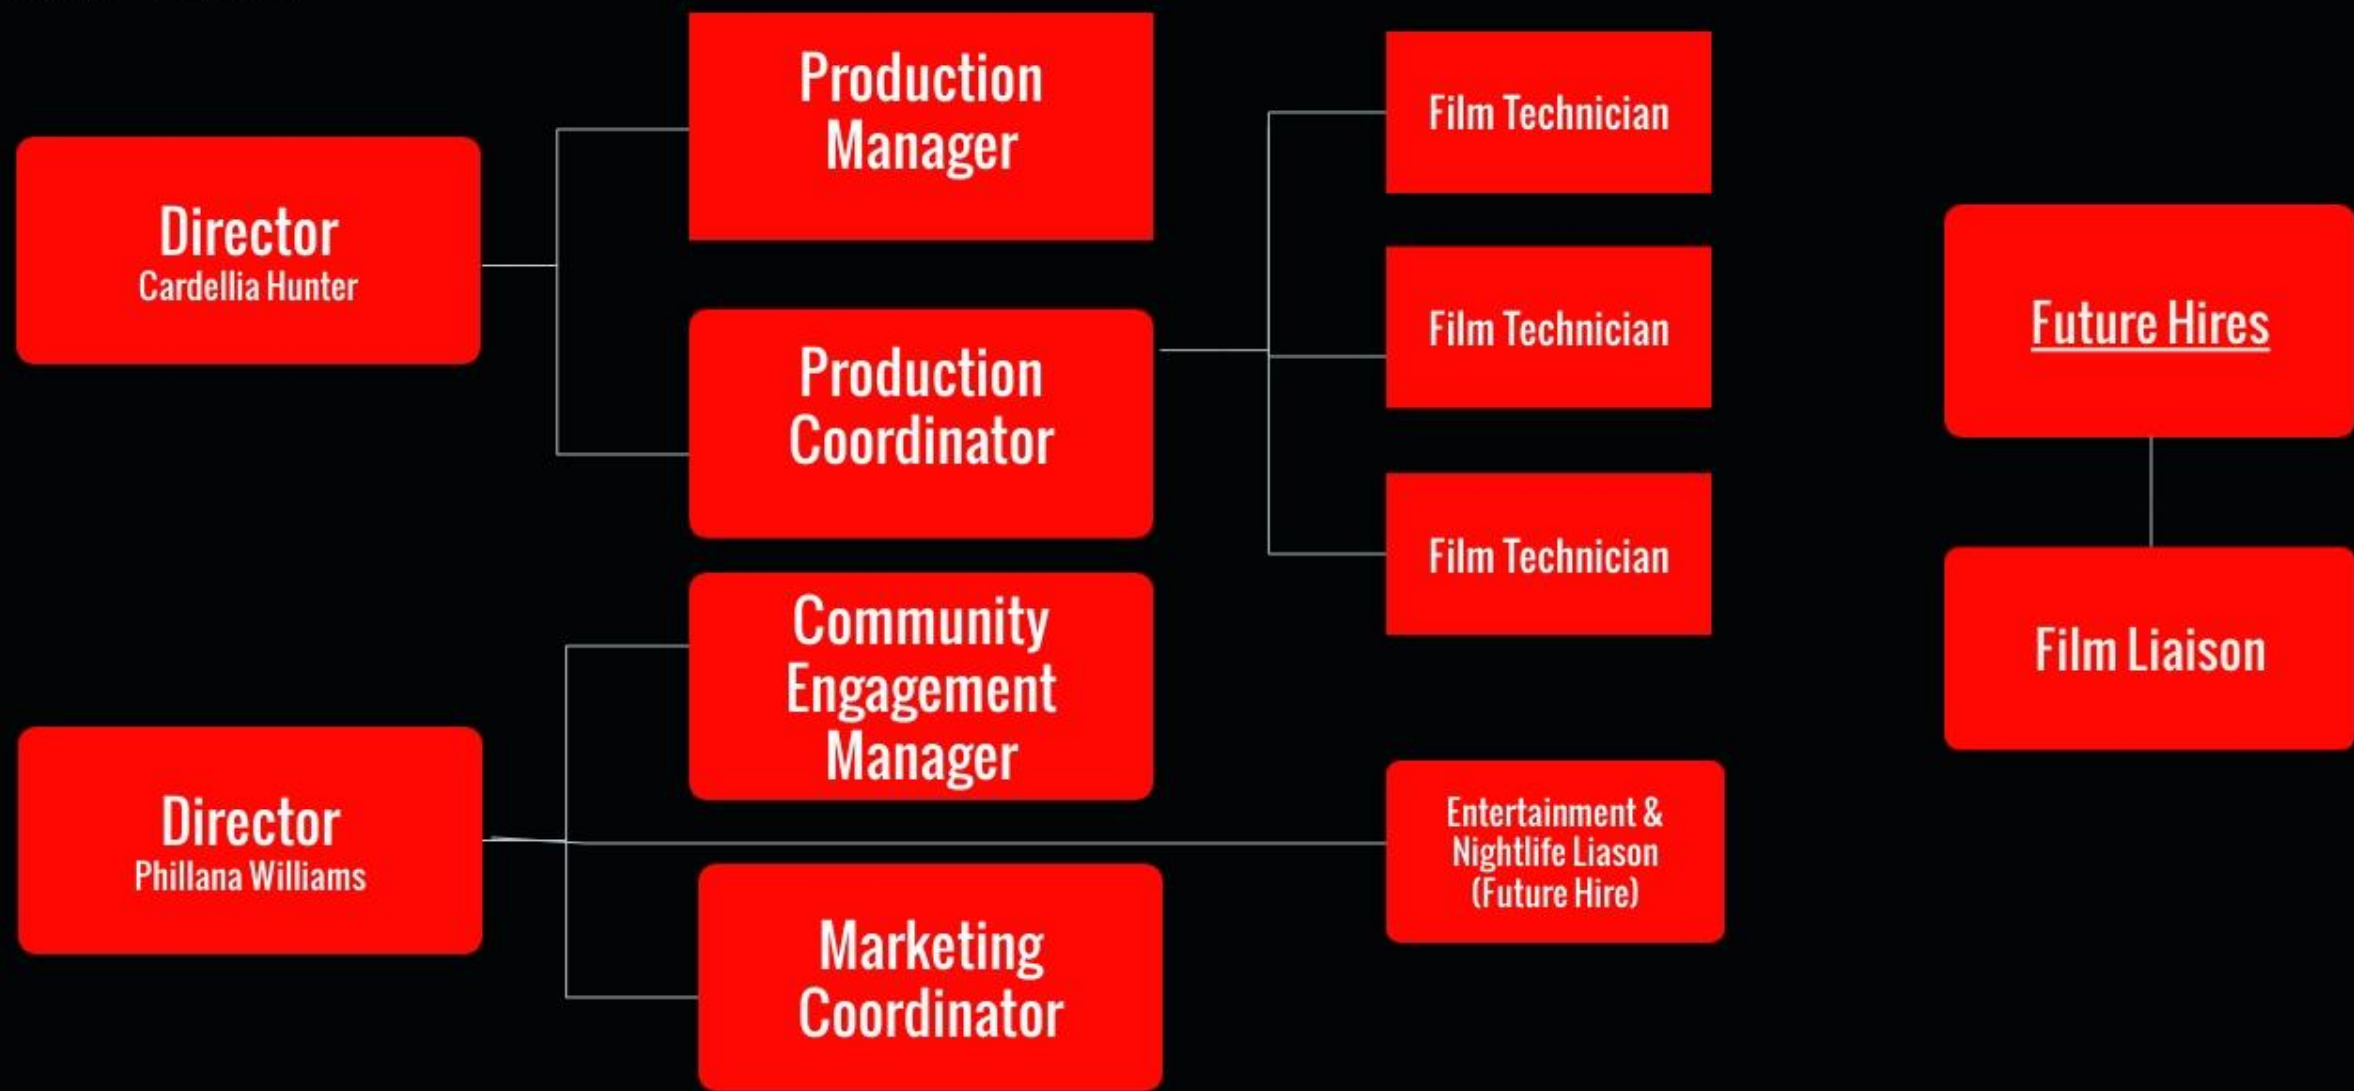 Director
Cardellia Hunter
Production
Manager
Production
Coordinator
Film Technician
Film Technician
Film Technician
Director
Phillana Williams
Community
Engagement
Manager
Marketing
Coordinator
Entertainment &
Nightlife Liason
(Future Hire)
Future Hires
Film Liaison